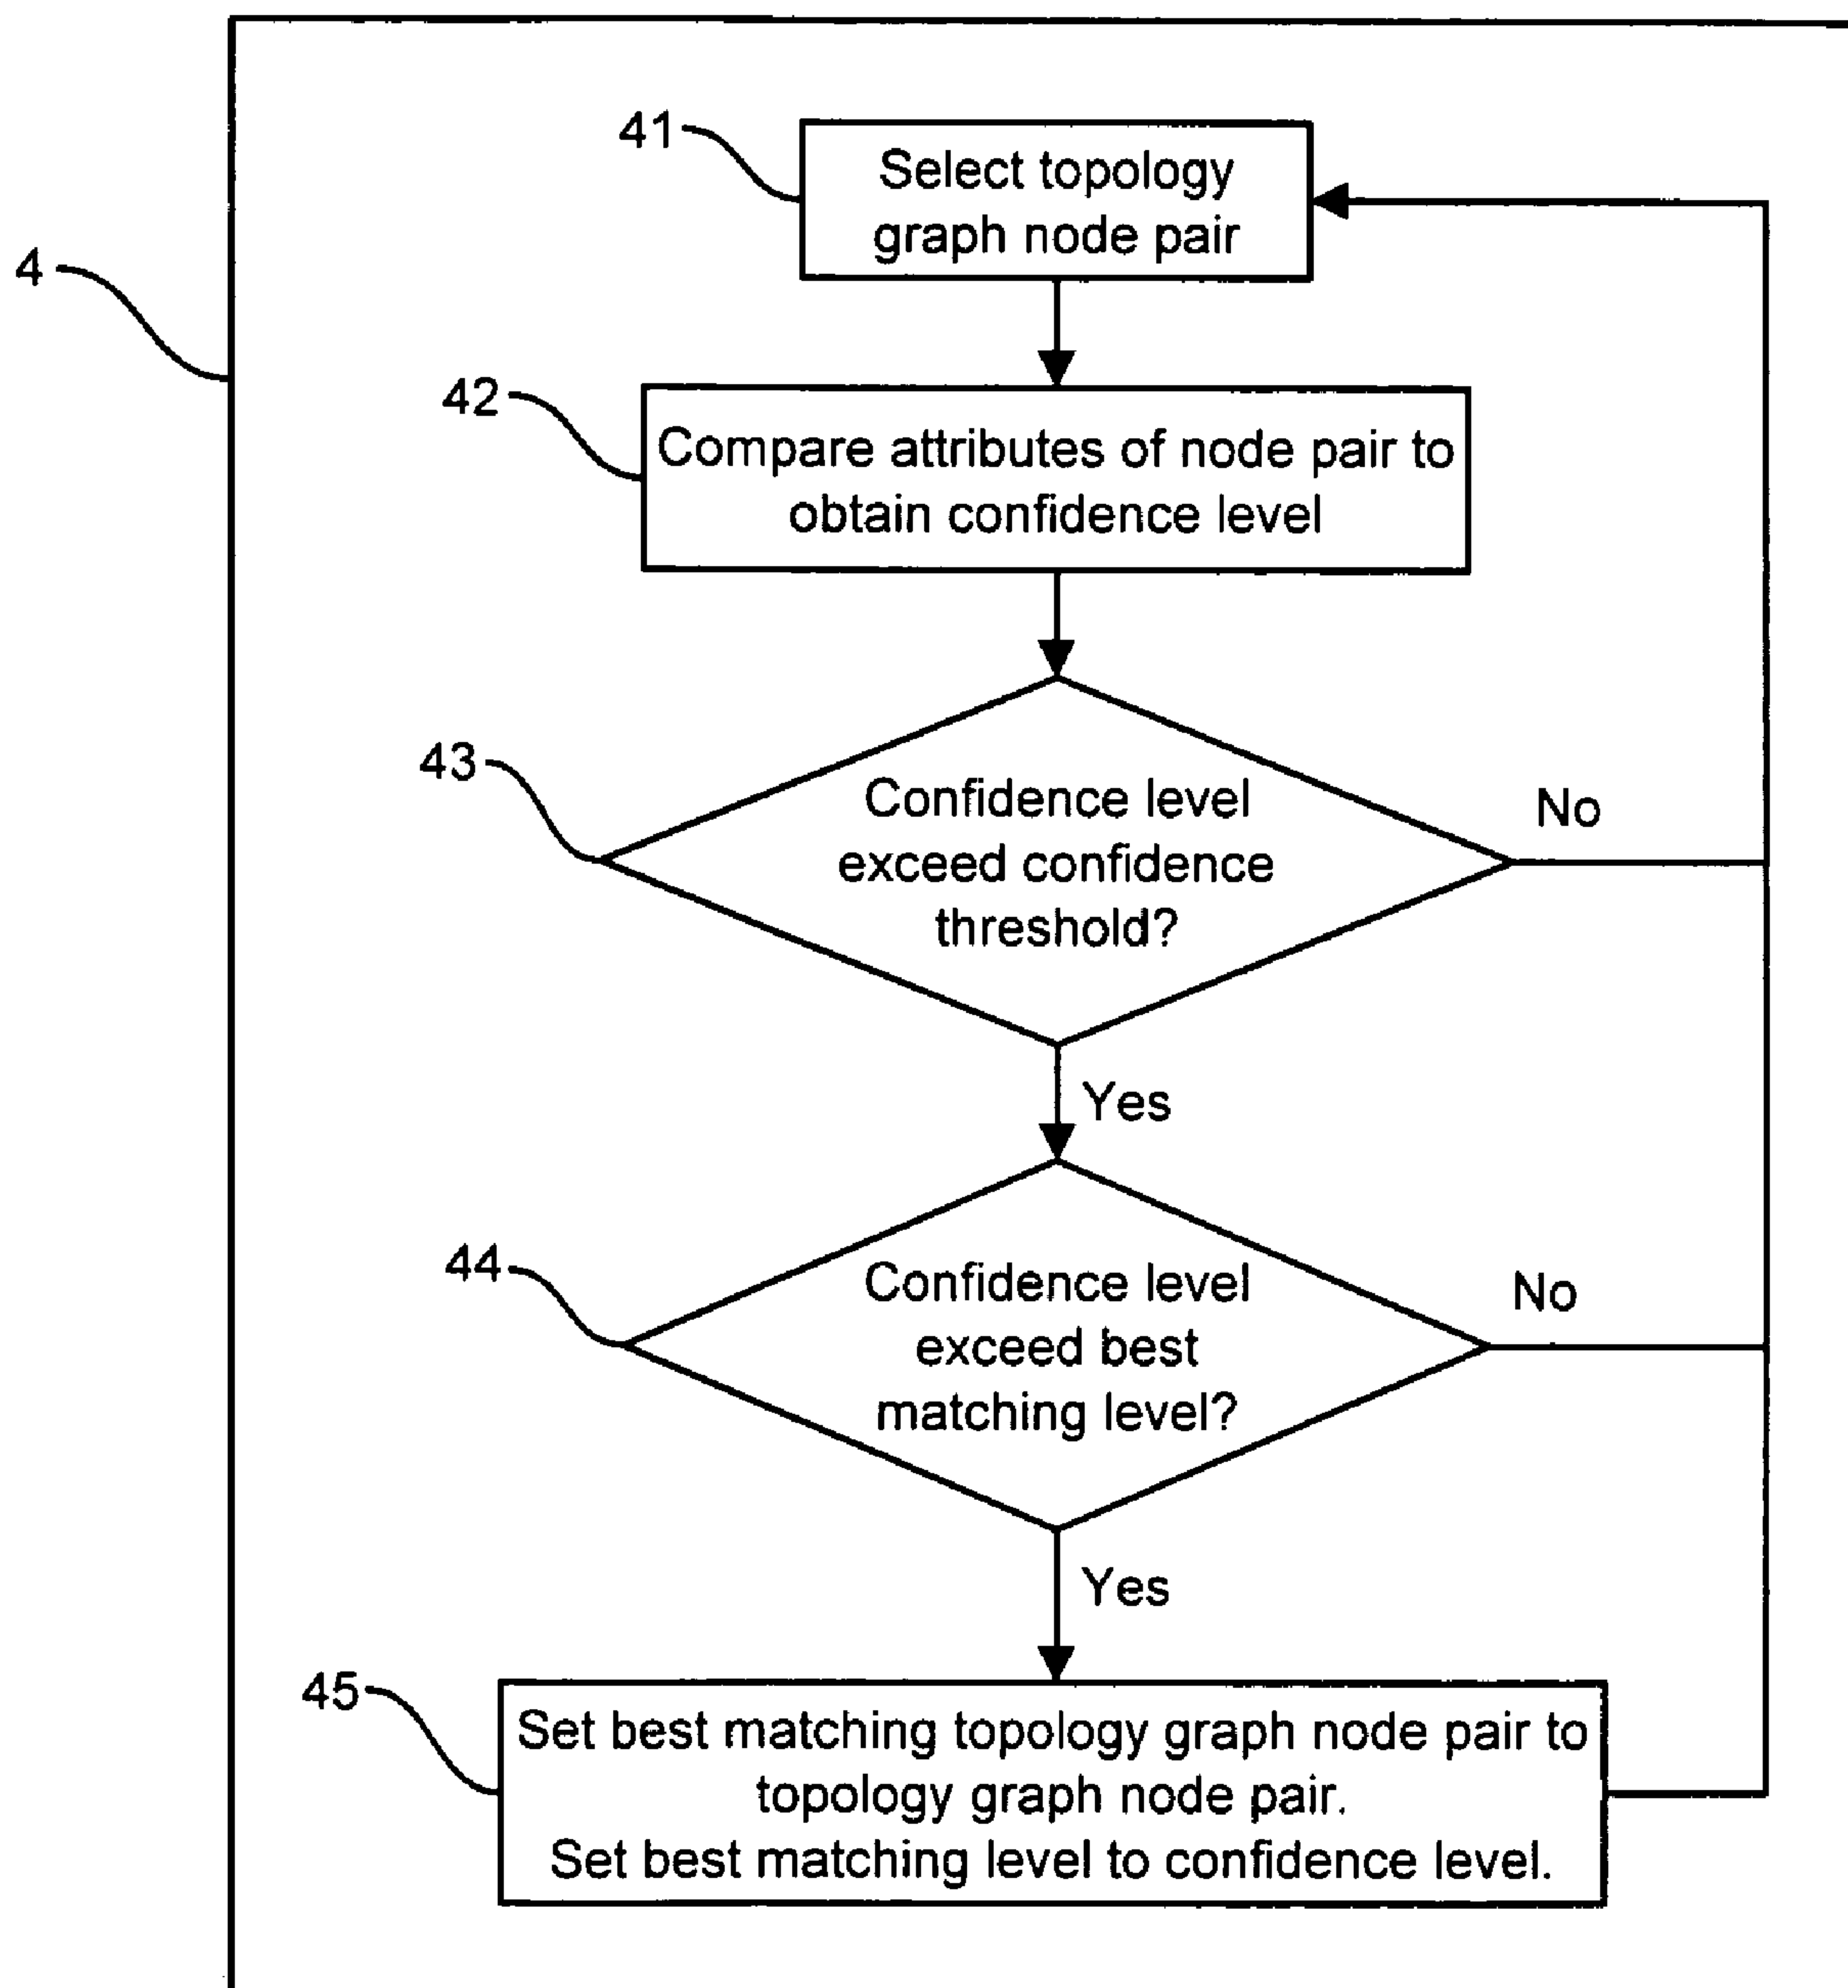 41
Select topology
graph node pair
4
42
Compare attributes of node pair to
obtain confidence level
43
Confidence level
exceed confidence
threshold?
No
Yes
44
Confidence level
exceed best
matching level?
No
Yes
45
Set best matching topology graph node pair to
topology graph node pair.
Set best matching level to confidence level.